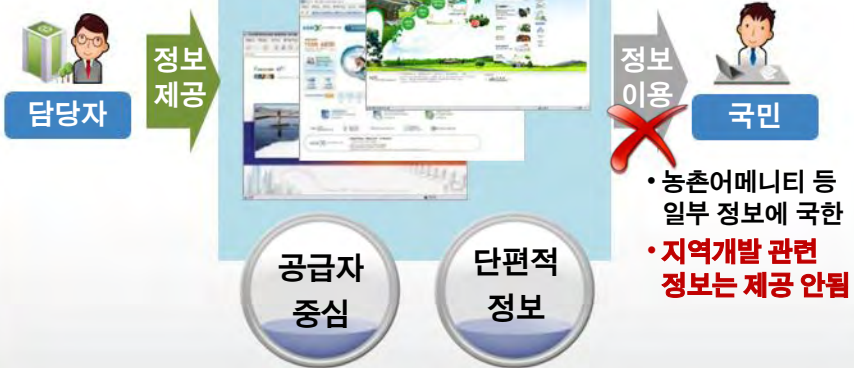 담당자
정보
제공
정보
이용
국민
• 농촌어메니티 등
일부 정보에 국한
• 지역개발 관련
정보는 제공 안됨
공급자
중심
단편적
정보